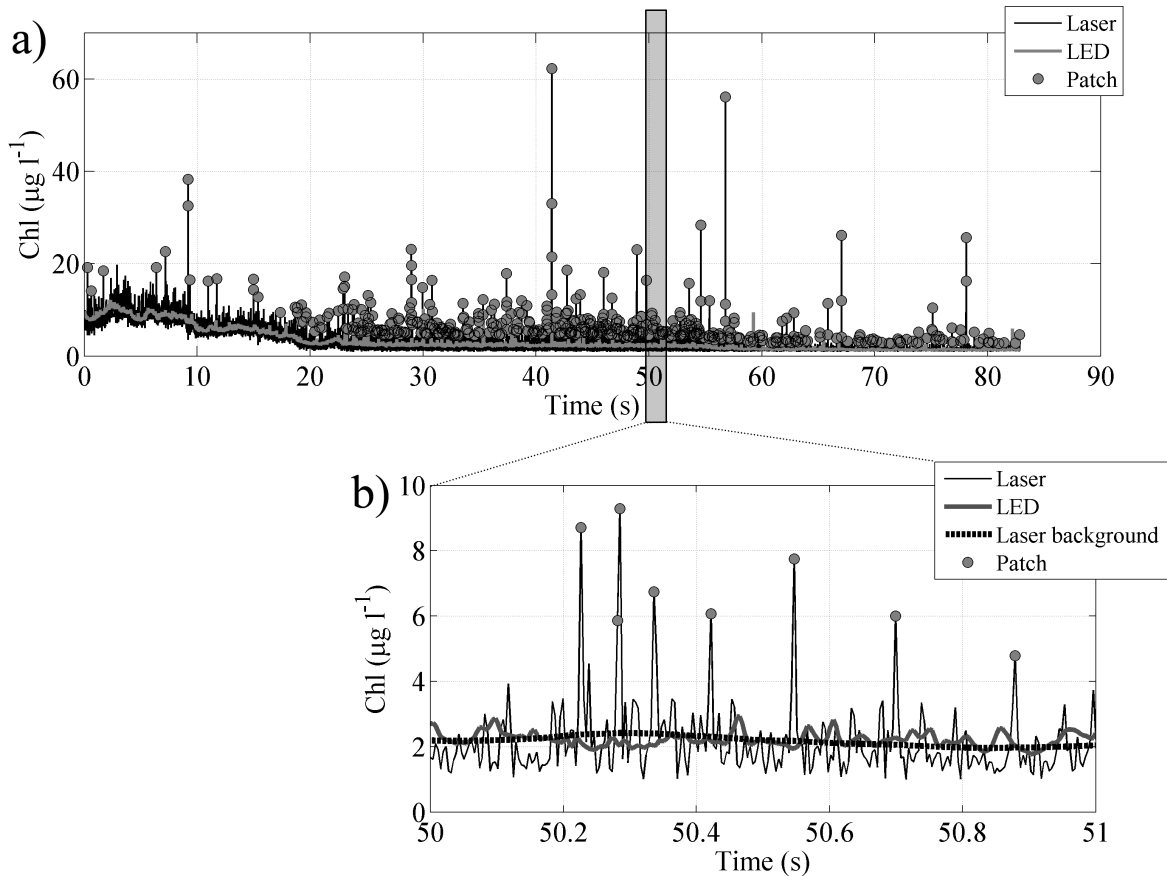 a)
Laser
LED
Patch
60
40
20
0
Chl (µg l⁻¹)
0 10 20 30 40 50 60 70 80 90
Time (s)
b)
Laser
LED
Laser background
Patch
10
8
6
4
2
0
Chl (µg l⁻¹)
50 50.2 50.4 50.6 50.8 51
Time (s)